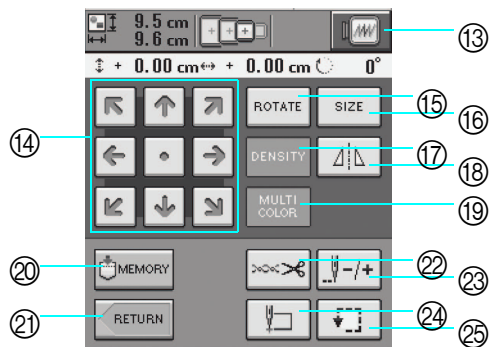 9.5 cm
9.6 cm
⑬
+ 0.00 cm + 0.00 cm 0°
⑭
ROTATE
SIZE
⑮
⑯
DENSITY
⑰
⑱
MULTI
COLOR
⑲
⑳ MEMORY
㉒
-/+
㉓
㉑ RETURN
㉔
㉕